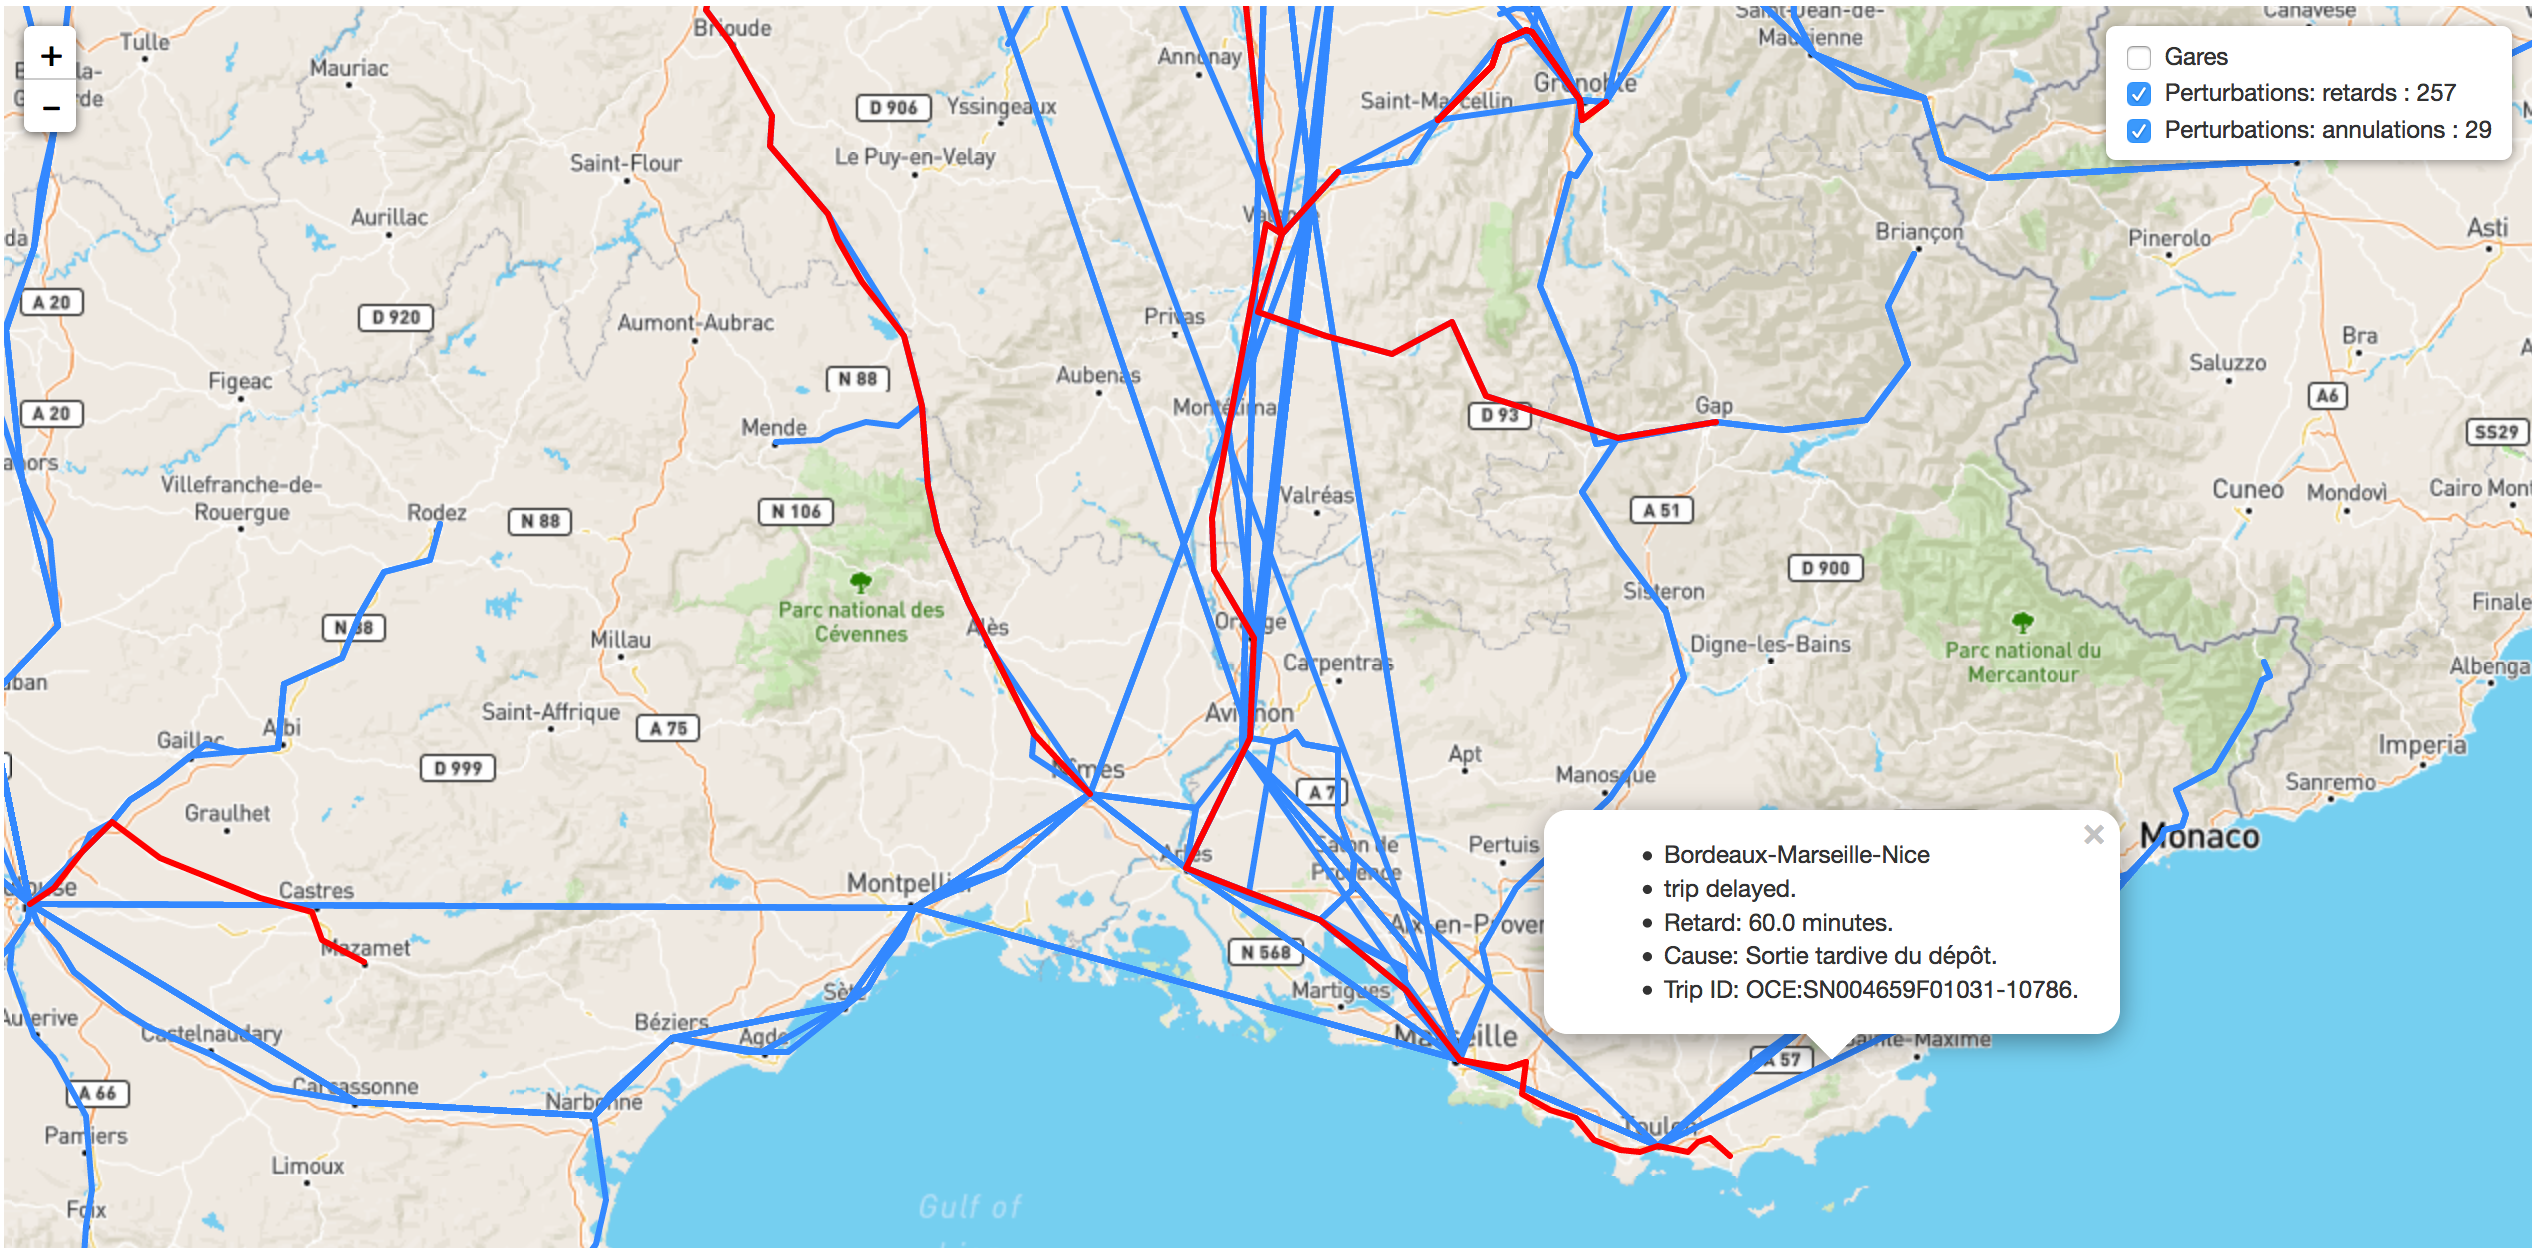 +
−
Gares
Perturbations: retards : 257
Perturbations: annulations : 29
Tulle
Mauriac
Brioude
Annonay
Saint-Jean-de-
Maurienne
Canavese
D 906
Yssingeaux
Saint-Marcellin
Grenoble
Saint-Flour
Le Puy-en-Velay
Aurillac
Valence
Briançon
Pinerolo
Asti
A 20
D 920
Aumont-Aubrac
Privas
Bra
Saluzzo
Figeac
N 88
Aubenas
A6
A 20
Mende
Montélimar
D 93
Gap
SS29
Villefranche-de-
Rouergue
Rodez
N 88
N 106
Valréas
A 51
Cuneo
Mondovì
Cairo Mont
D 900
Parc national des
Cévennes
Sisteron
Finale
N 88
Millau
Alès
Orange
Digne-les-Bains
Parc national du
Mercantour
Carpentras
Albenga
Saint-Affrique
A 75
Avignon
Gaillac
Albi
Imperia
D 999
Nîmes
Apt
Manosque
Sanremo
A 7
Graulhet
Monaco
Arles
Salon de
Provence
Pertuis
Castres
Montpellier
Aix-en-Proven
Mazamet
N 568
Bordeaux-Marseille-Nice
trip delayed.
Retard: 60.0 minutes.
Cause: Sortie tardive du dépôt.
Trip ID: OCE:SN004659F01031-10786.
×
Sète
Martigues
Auterive
Castelnaudary
Béziers
Agde
Marseille
Sainte-Maxime
A 57
A 66
Carcassonne
Narbonne
Toulon
Pamiers
Limoux
Foix
Gulf of